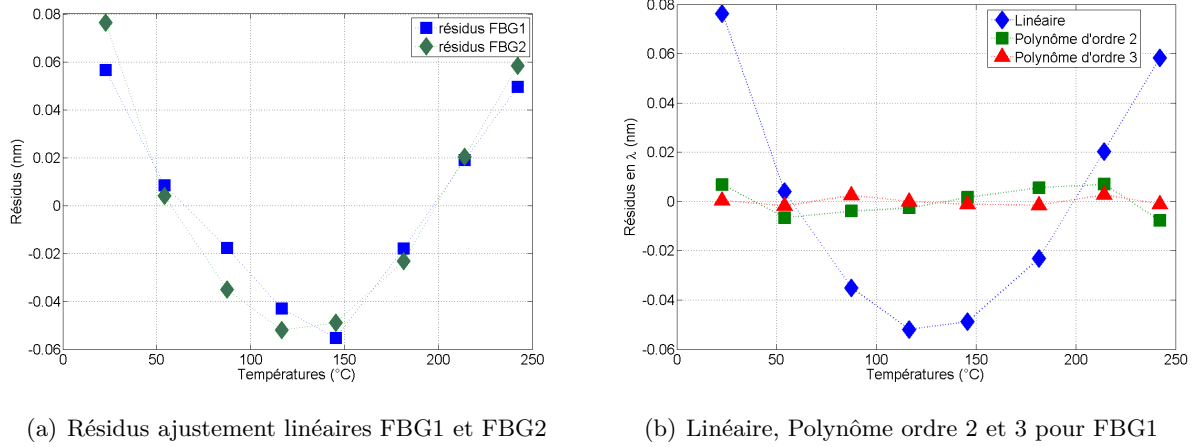 résidus FBG1
résidus FBG2
Résidus (nm)
0.08
0.06
0.04
0.02
0
-0.02
-0.04
-0.06
0
50
100
150
200
250
Températures (°C)
Linéaire
Polynôme d'ordre 2
Polynôme d'ordre 3
Résidus en λ (nm)
0.08
0.06
0.04
0.02
0
-0.02
-0.04
-0.06
0
50
100
150
200
250
Températures (°C)
(a) Résidus ajustement linéaires FBG1 et FBG2
(b) Linéaire, Polynôme ordre 2 et 3 pour FBG1